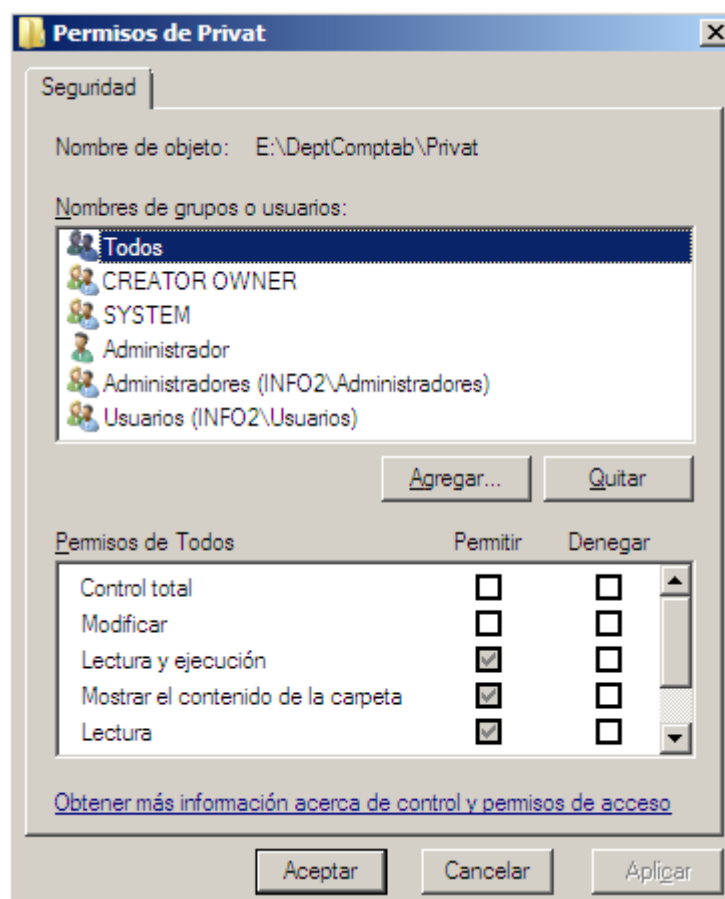 Permisos de Privat
Seguridad
Nombre de objeto: E:\DeptComptab\Privat
Nombres de grupos o usuarios:
Todos
CREATOR OWNER
SYSTEM
Administrador
Administradores (INFO2\Administradores)
Usuarios (INFO2\Usuarios)
Agregar... Quitar
Permisos de Todos Permitir Denegar
Control total
Modificar
Lectura y ejecución
Mostrar el contenido de la carpeta
Lectura
Obtener más información acerca de control y permisos de acceso
Aceptar Cancelar Aplicar